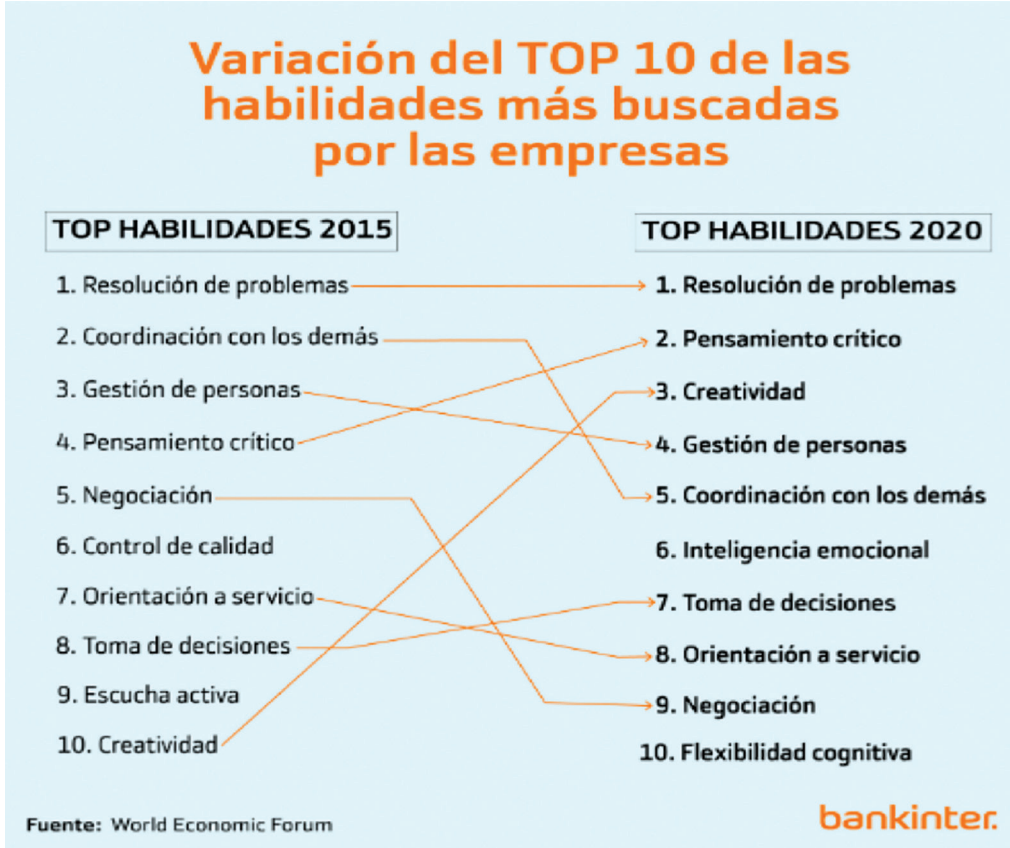 Variación del TOP 10 de las
habilidades más buscadas
por las empresas
TOP HABILIDADES 2015
1. Resolución de problemas
2. Coordinación con los demás
3. Gestión de personas
4. Pensamiento crítico
5. Negociación
6. Control de calidad
7. Orientación a servicio
8. Toma de decisiones
9. Escucha activa
10. Creatividad
TOP HABILIDADES 2020
1. Resolución de problemas
2. Pensamiento crítico
3. Creatividad
4. Gestión de personas
5. Coordinación con los demás
6. Inteligencia emocional
7. Toma de decisiones
8. Orientación a servicio
9. Negociación
10. Flexibilidad cognitiva
Fuente: World Economic Forum
bankinter.